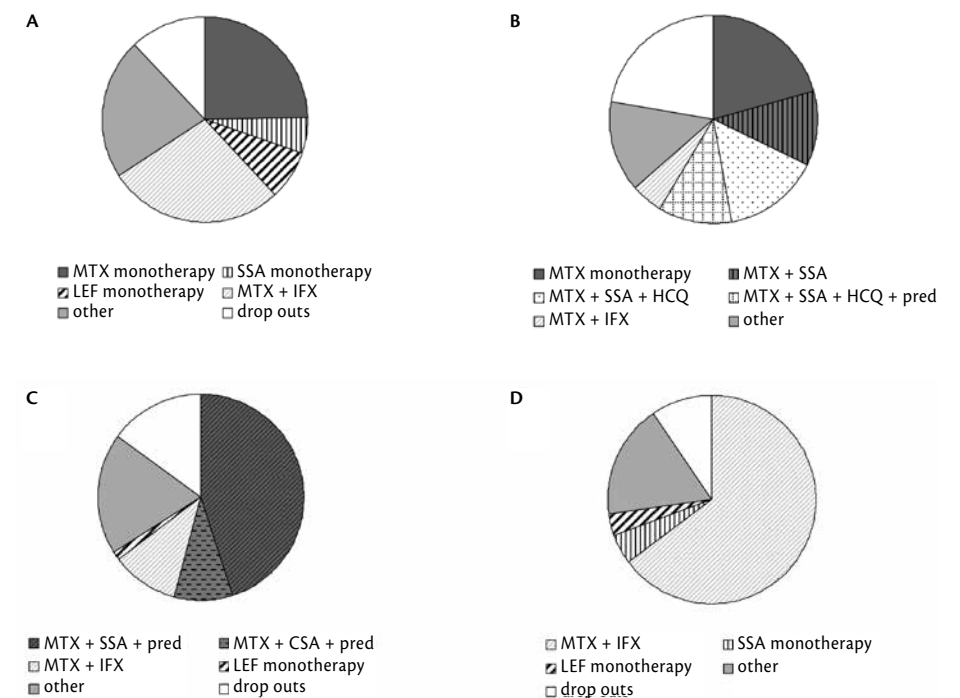 A
B
MTX monotherapy SSA monotherapy
LEF monotherapy MTX + IFX
other drop outs
MTX monotherapy MTX + SSA
MTX + SSA + HCQ MTX + SSA + HCQ + pred
MTX + IFX other
C
D
MTX + SSA + pred MTX + CSA + pred
MTX + IFX LEF monotherapy
other drop outs
MTX + IFX SSA monotherapy
LEF monotherapy other
drop outs